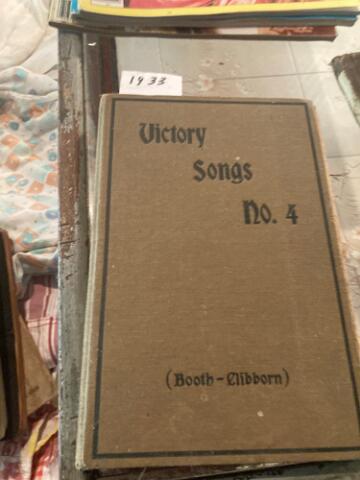 1933
Victory
Songs
No. 4
(Booth-Clibborn)